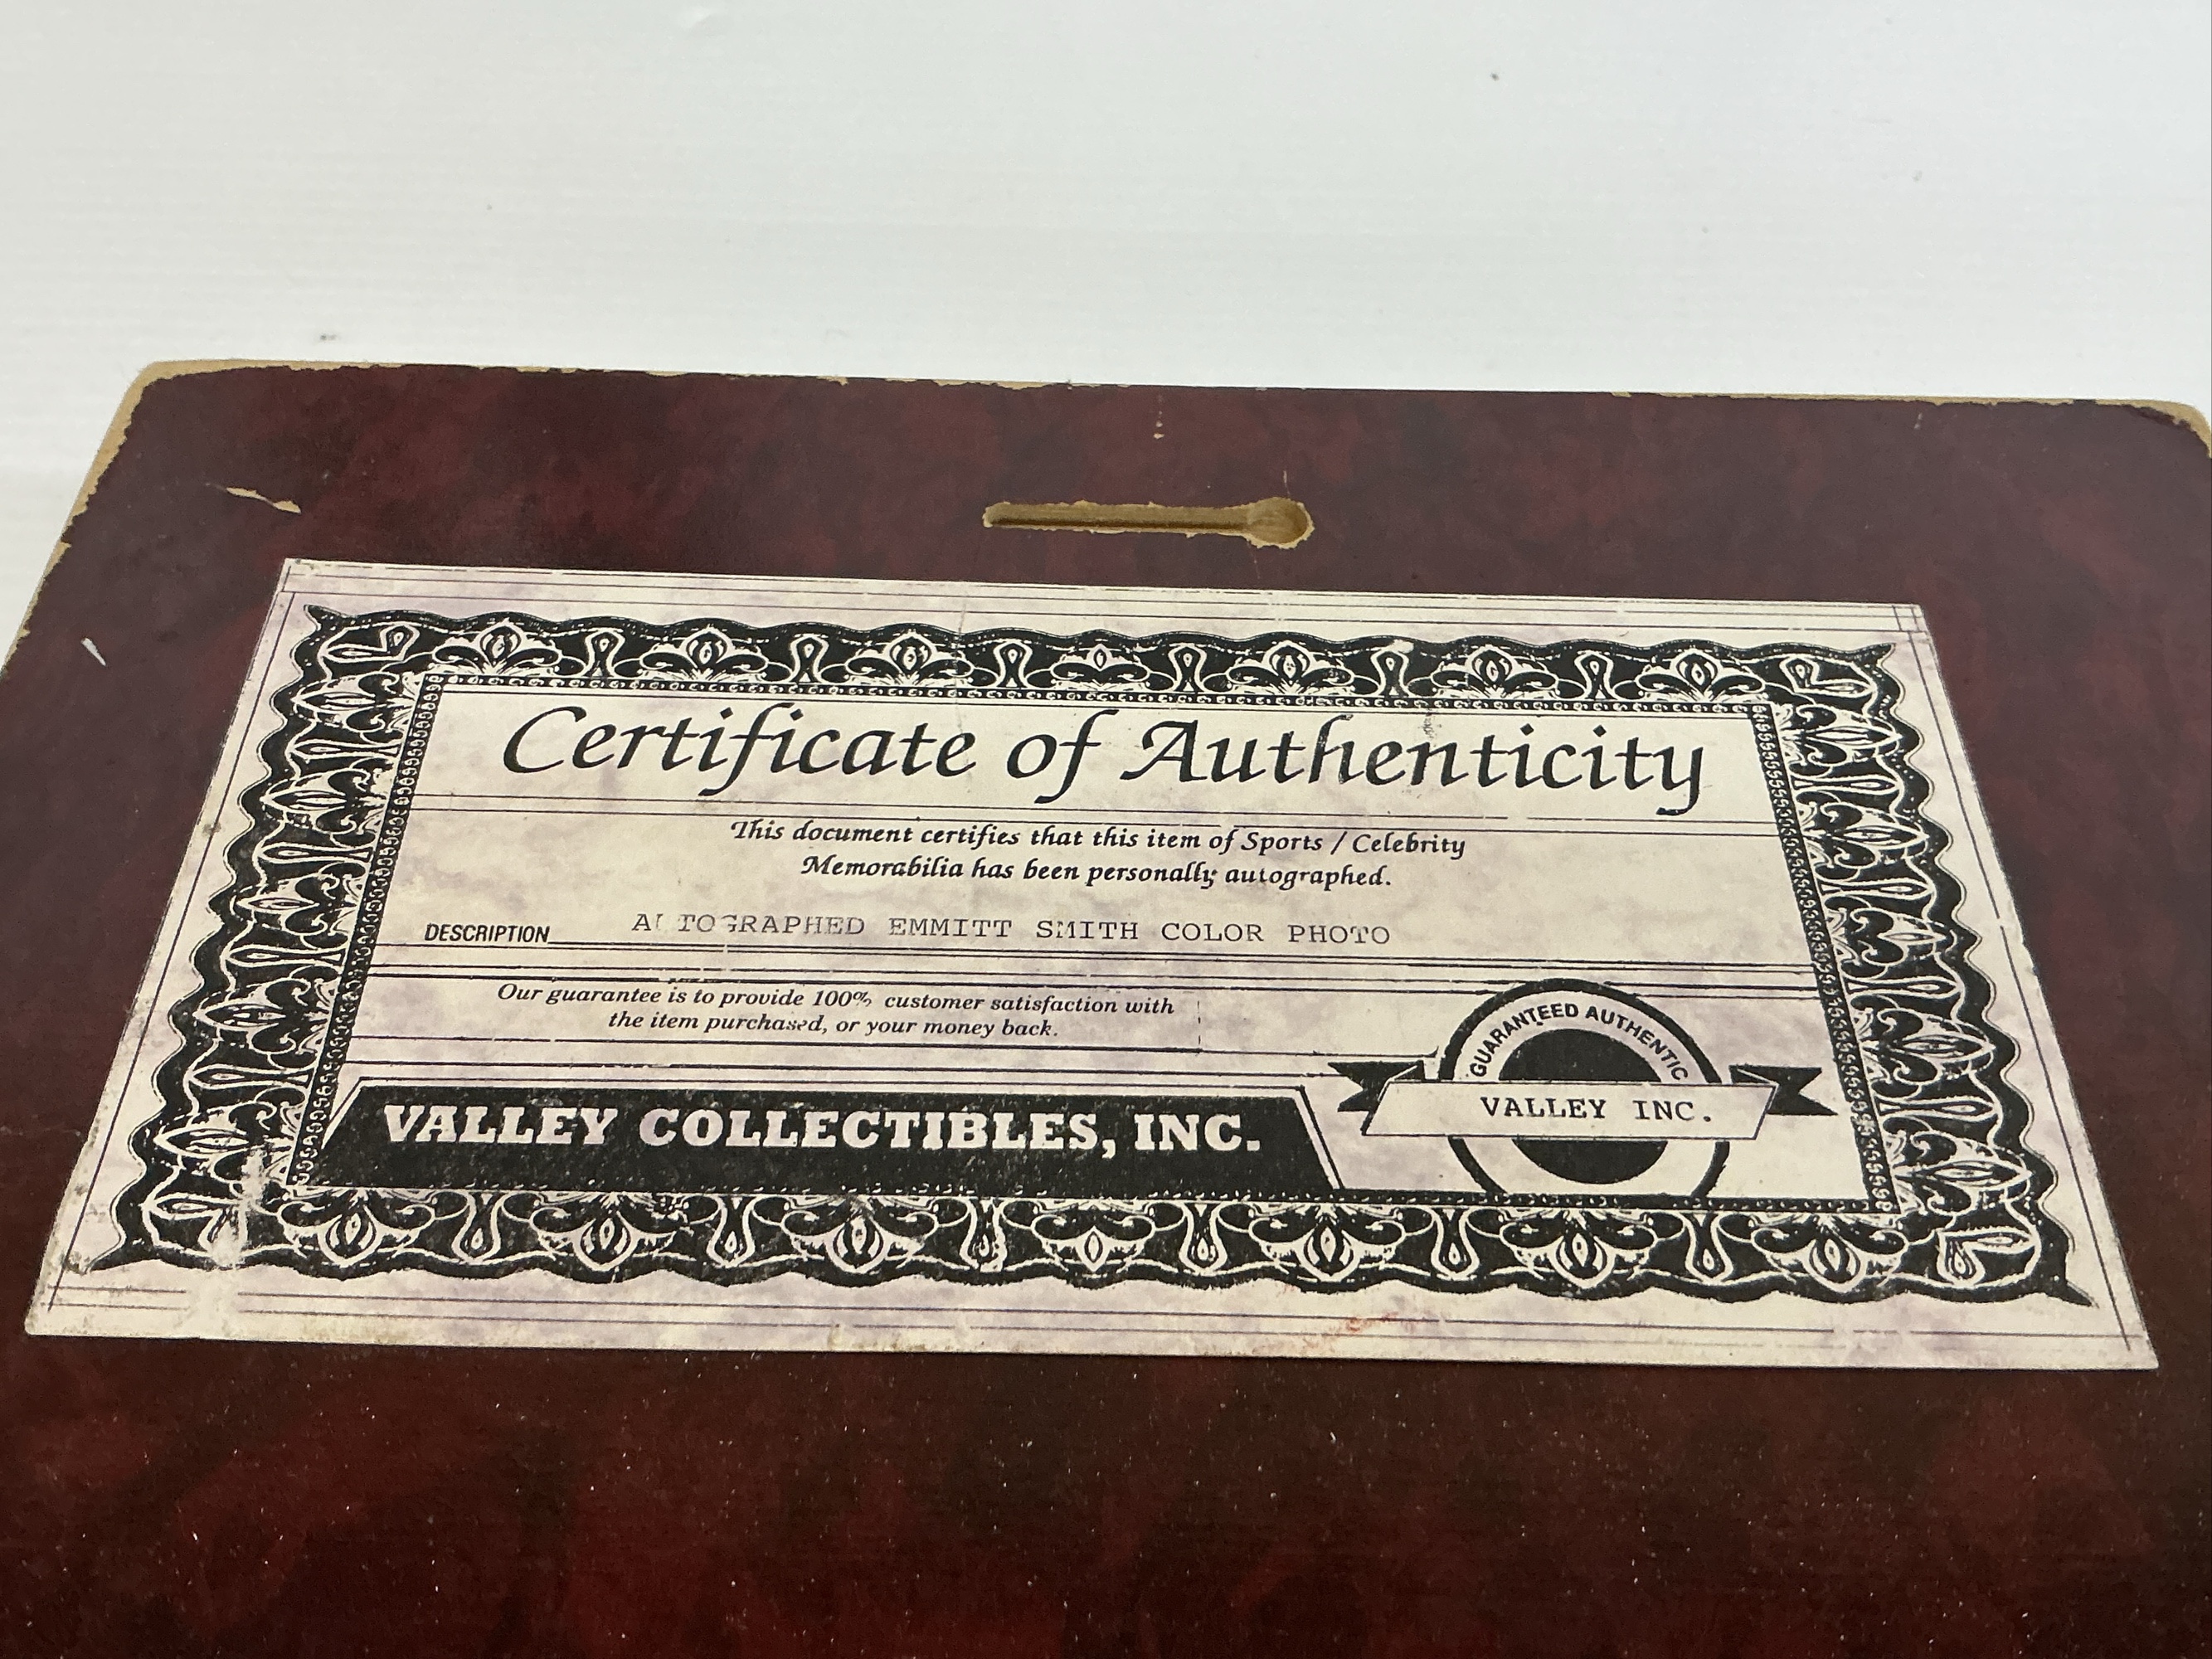 Certificate of Authenticity
This document certifies that this item of Sports / Celebrity
Memorabilia has been personally autographed.
DESCRIPTION AUTOGRAPHED EMMITT SMITH COLOR PHOTO
Our guarantee is to provide 100% customer satisfaction with
the item purchased, or your money back.
GUARANTEED AUTHENTIC
VALLEY INC.
VALLEY COLLECTIBLES, INC.